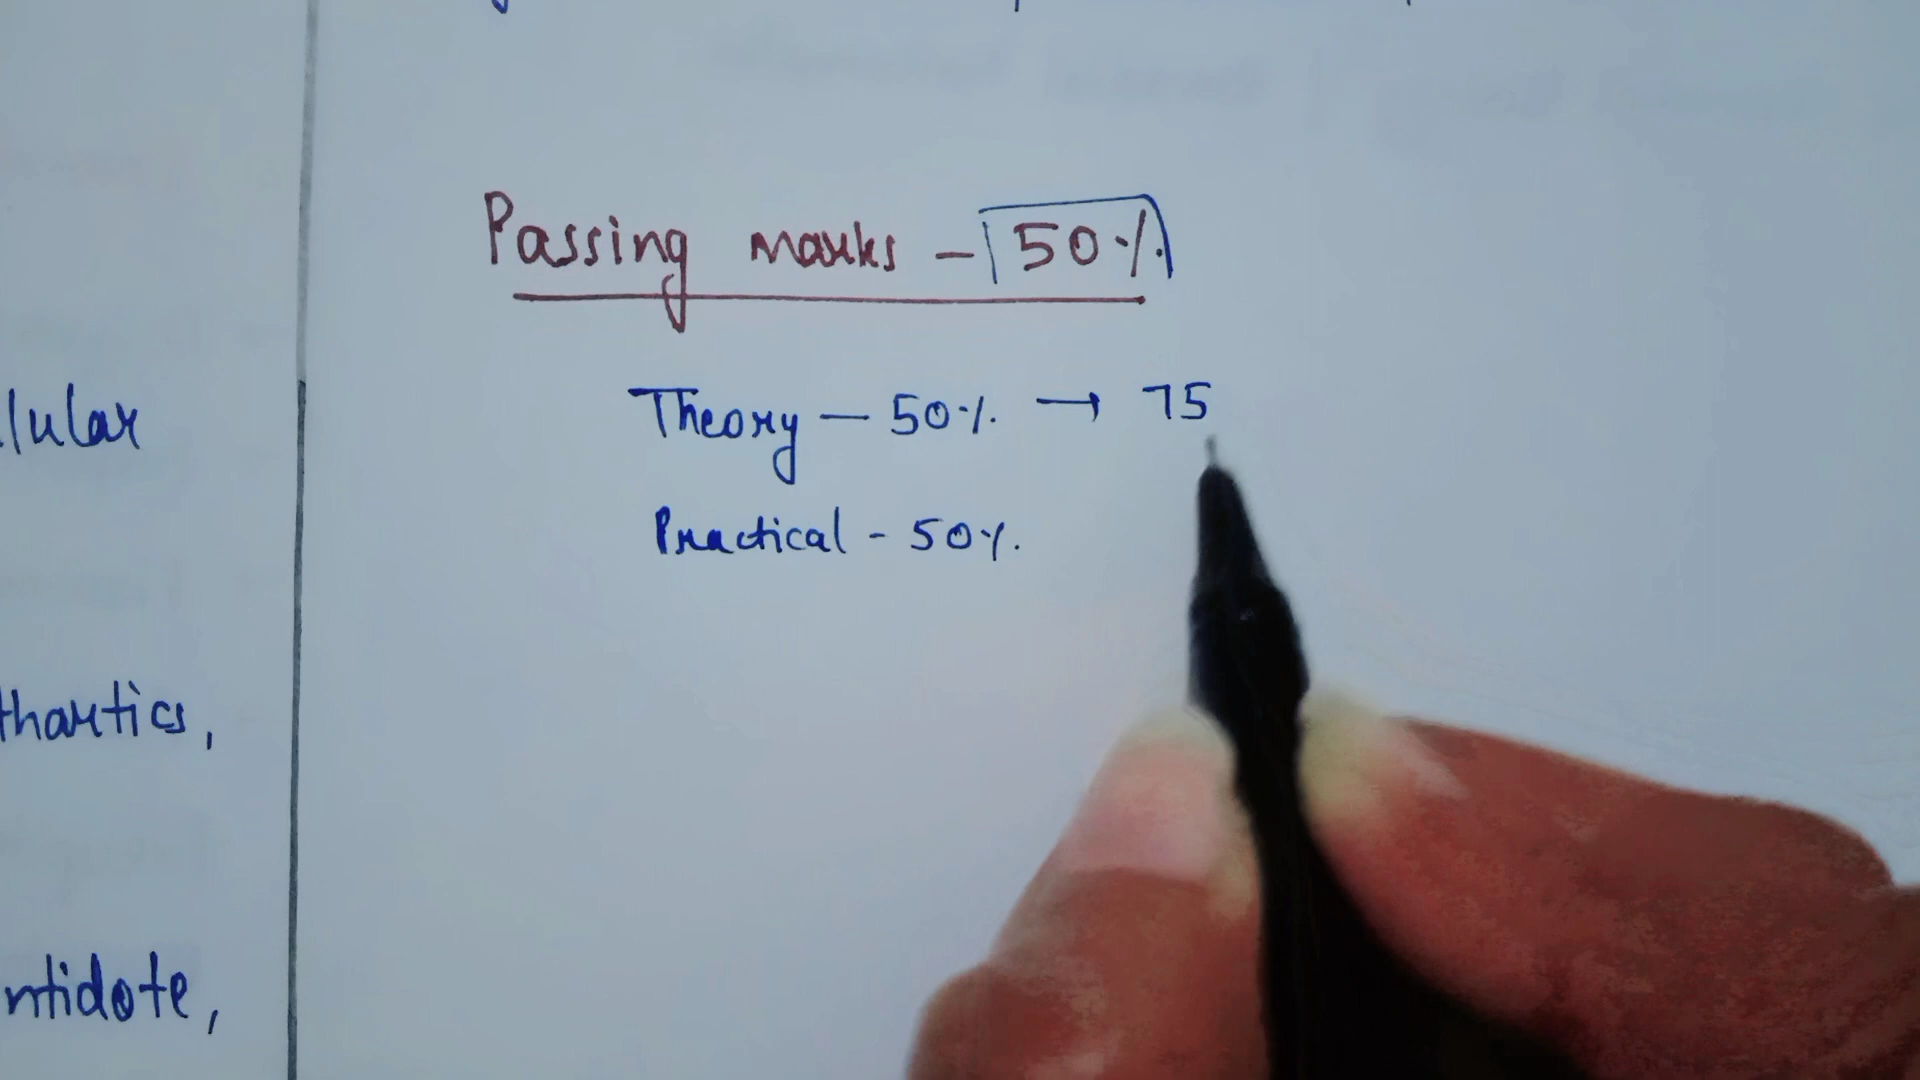 Passing marks - 50%
Theory - 50% → 75
Practical - 50%.
lular
thartics,
ntidote,